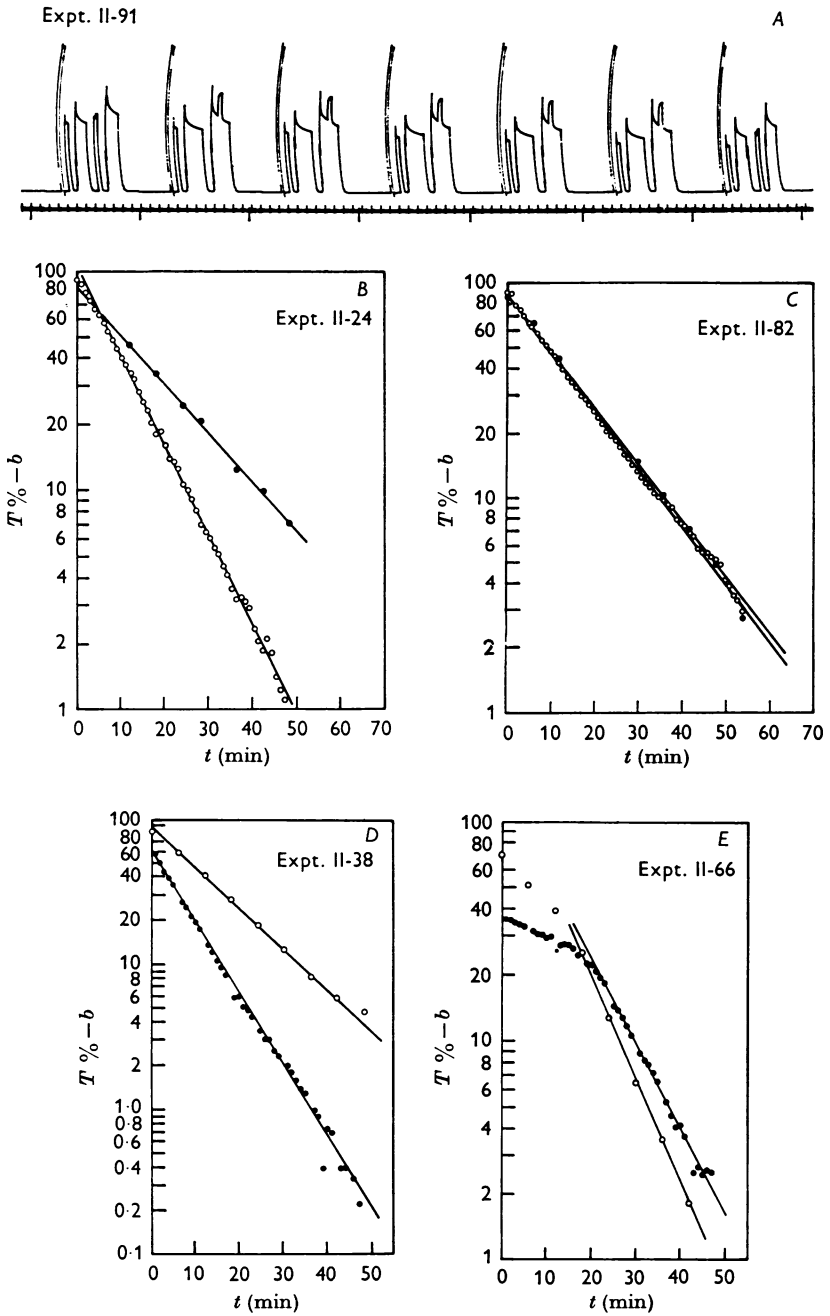 Expt. II-91
A
B
Expt. II-24
T % – b
100
80
60
40
20
10
8
6
4
2
1
0 10 20 30 40 50 60 70
t (min)
C
Expt. II-82
T % – b
100
80
60
40
20
10
8
6
4
2
1
0 10 20 30 40 50 60 70
t (min)
D
Expt. II-38
T % – b
100
80
60
40
20
10
8
6
4
2
1·0
0·8
0·6
0·4
0·2
0·1
0 10 20 30 40 50
t (min)
E
Expt. II-66
T % – b
100
80
60
40
20
10
8
6
4
2
1
0 10 20 30 40 50
t (min)